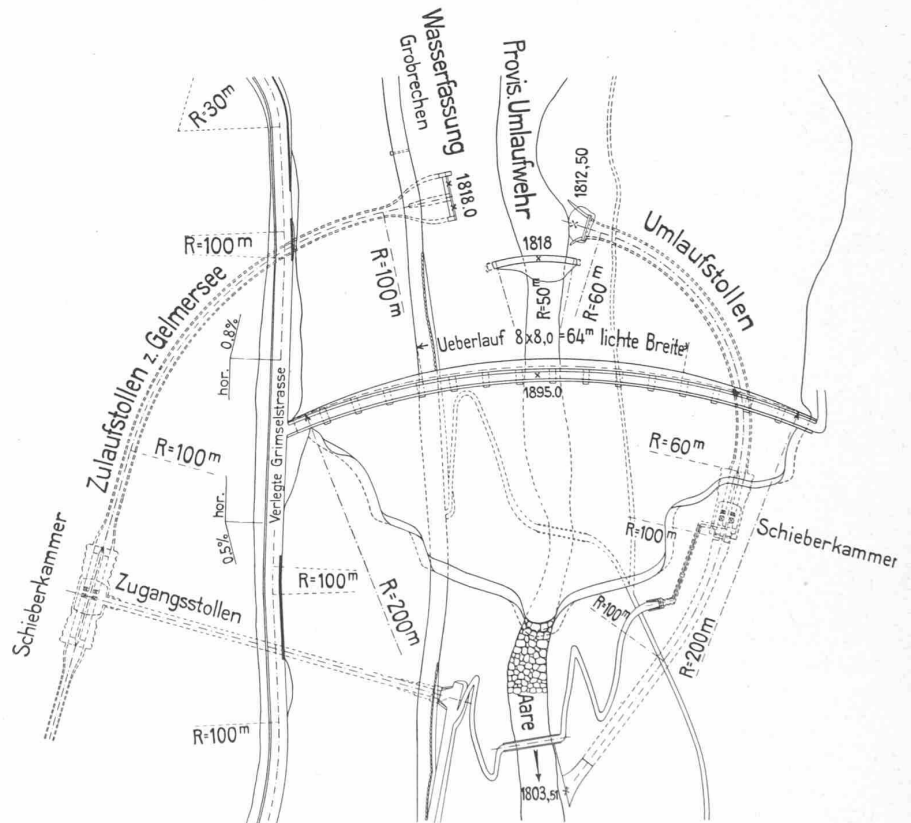 R=30m
Wasserfassung
Grobrechen
1818.0
Provis. Umlaufwehr
1812,50
Umlaufstollen
R=100m
R=100m
1818
R=50m
R=60m
Zulaufstollen z. Gelmersee
0.8%
hor.
Ueberlauf 8x8,0 =64m lichte Breite
1895.0
Verlegte Grimselstrasse
R=100m
R=60m
hor.
0.5%
R=100m
Schieberkammer
Schieberkammer
Zugangsstollen
R=100m
R=200m
R=100m
R=200m
Aare
R=100m
1803,51